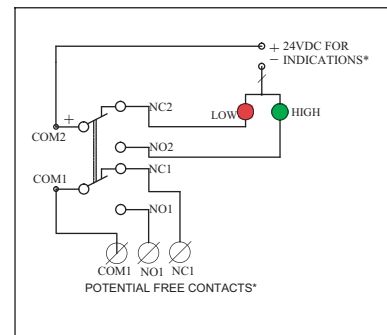 + 24VDC FOR
− INDICATIONS*
+
NC2
LOW
HIGH
COM2
NO2
COM1
NC1
NO1
COM1 NO1 NC1
POTENTIAL FREE CONTACTS*